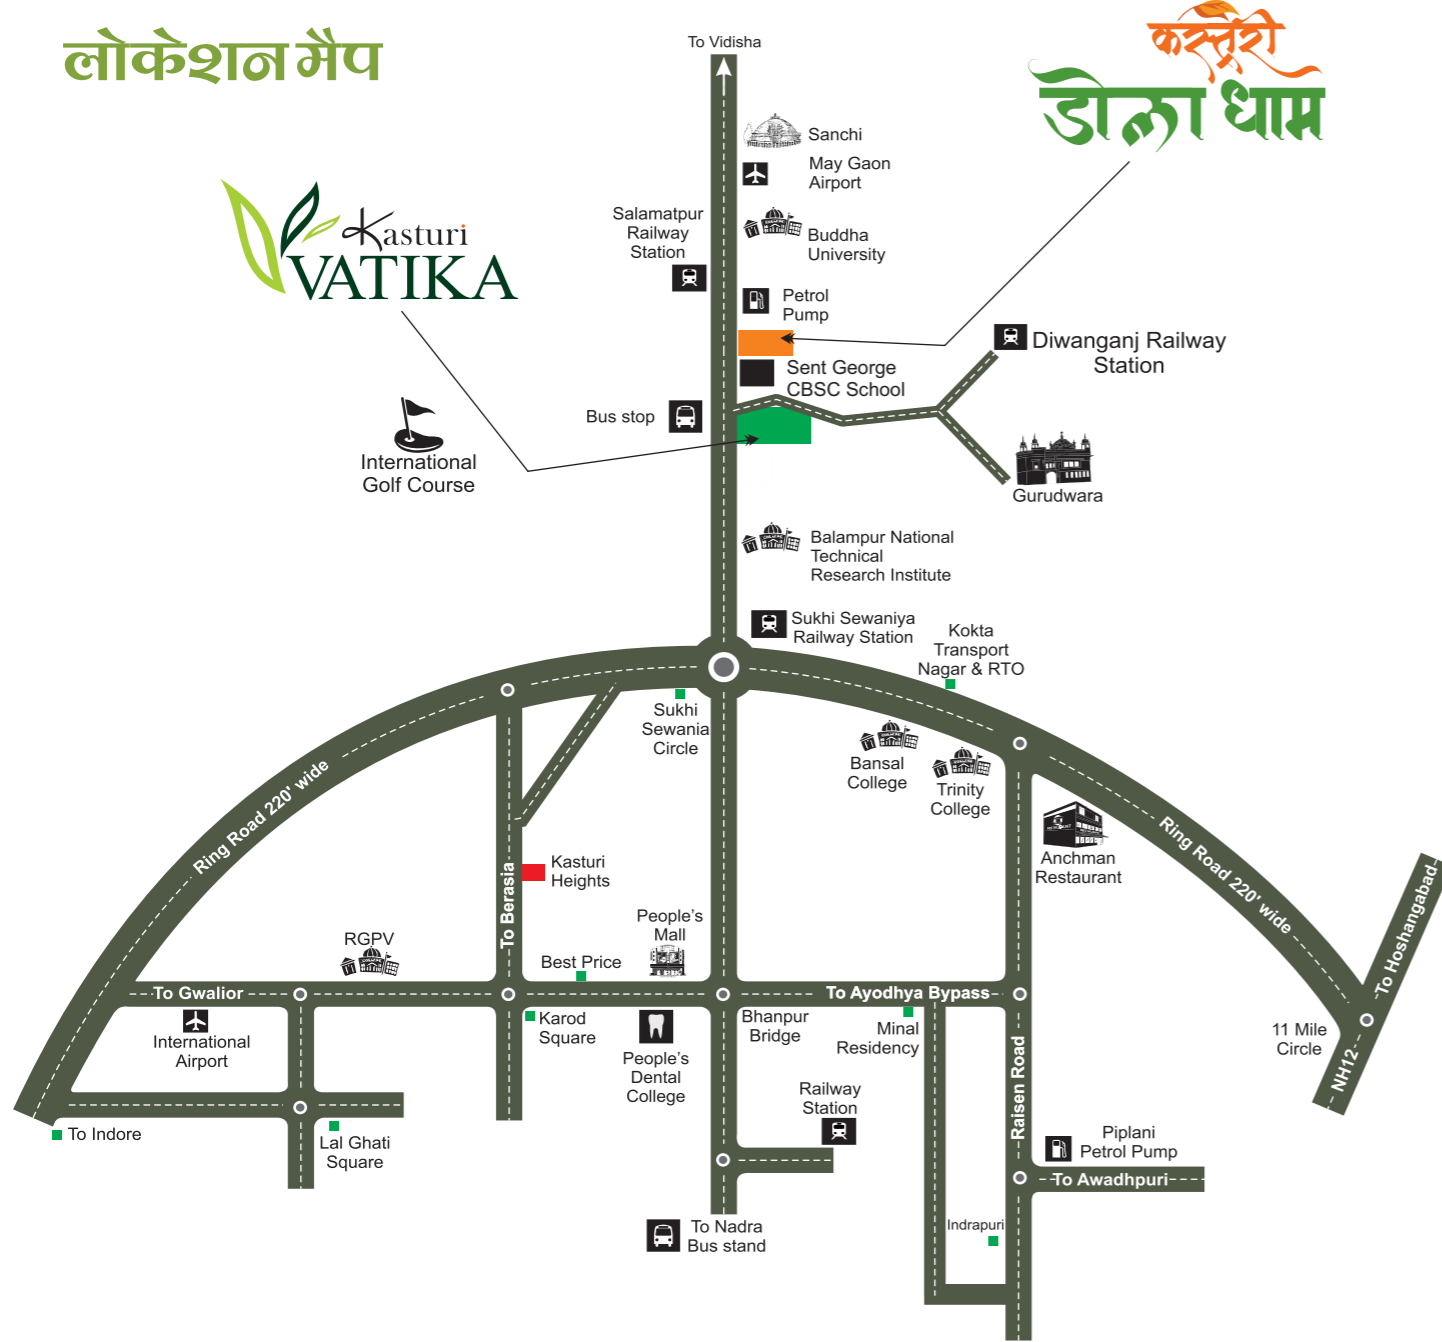 लोकेशन मैप
To Vidisha
कस्तूरी
डोला धाम
Sanchi
May Gaon
Airport
Salamatpur
Railway
Station
Buddha
University
Kasturi
VATIKA
Petrol
Pump
Diwanganj Railway
Station
Sent George
CBSC School
Bus stop
International
Golf Course
Gurudwara
Balampur National
Technical
Research Institute
Sukhi Sewaniya
Railway Station
Kokta
Transport
Nagar & RTO
Sukhi
Sewania
Circle
Bansal
College
Trinity
College
Ring Road 220' wide
Ring Road 220' wide
Anchman
Restaurant
Kasturi
Heights
To Berasia
To Hoshangabad
People's
Mall
RGPV
Best Price
To Gwalior
To Ayodhya Bypass
International
Airport
Karod
Square
Bhanpur
Bridge
Minal
Residency
11 Mile
Circle
NH12
People's
Dental
College
Raisen Road
Railway
Station
To Indore
Lal Ghati
Square
Piplani
Petrol Pump
To Awadhpuri
To Nadra
Bus stand
Indrapuri